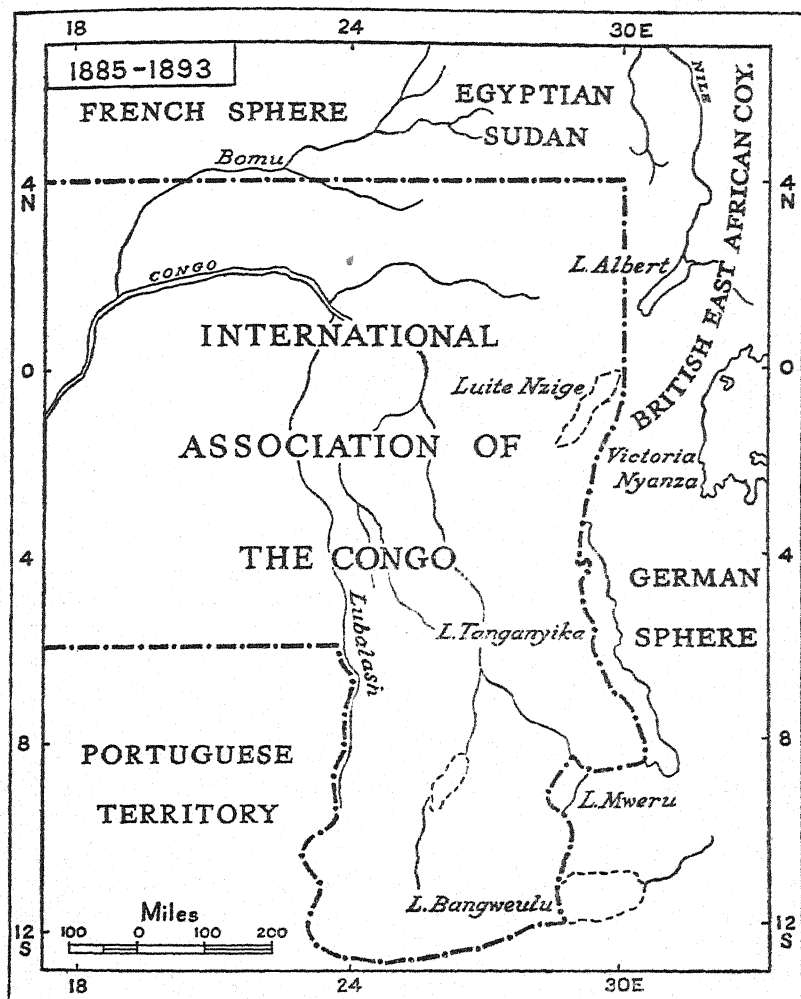 18 24 30E
1885-1893
FRENCH SPHERE
EGYPTIAN
SUDAN
NILE
BRITISH EAST AFRICAN COY.
Bomu
4 4
N N
CONGO
L.Albert
INTERNATIONAL
0 0
Luite Nzige
ASSOCIATION OF
Victoria
Nyanza
THE CONGO
4 4
GERMAN
SPHERE
Lubalash
L.Tanganyika
PORTUGUESE
TERRITORY
8 8
L.Mweru
L.Bangweulu
Miles
100 0 100 200
12 12
S S
18 24 30E